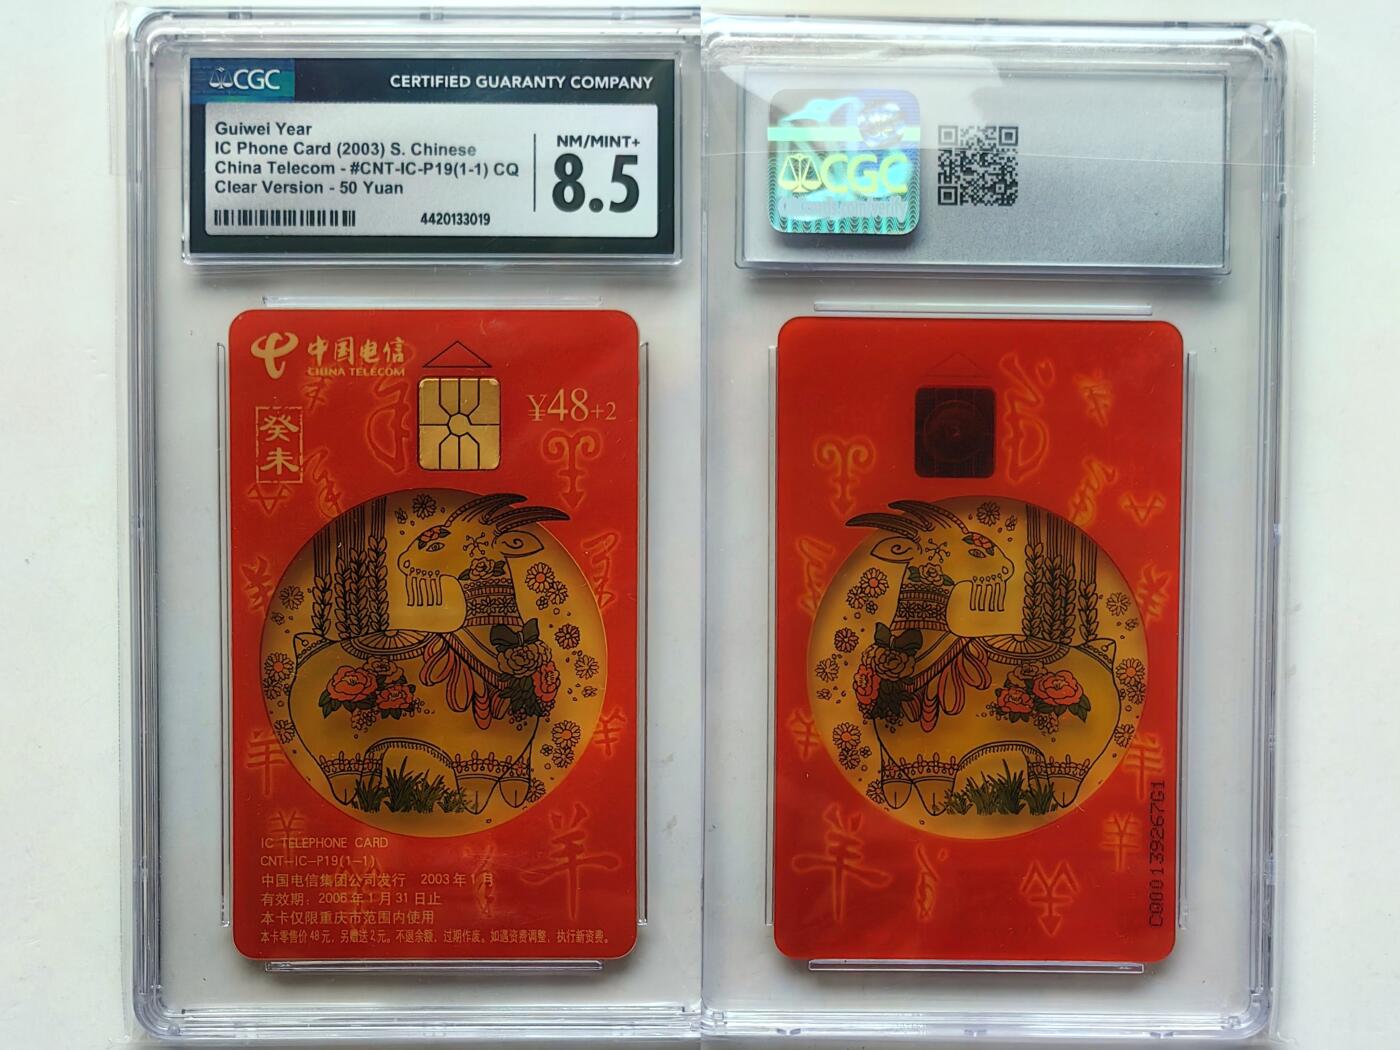 CGC
CERTIFIED GUARANTY COMPANY
Guiwei Year
IC Phone Card (2003) S. Chinese
China Telecom - #CNT-IC-P19(1-1) CQ
Clear Version - 50 Yuan
4420133019
NM/MINT+
8.5
中国电信
CHINA TELECOM
¥48+2
癸未
羊
羊
羊
羊
IC TELEPHONE CARD
CNT-IC-P19(1-1)
中国电信集团公司发行 2003年1月
有效期：2006年1月31日止
本卡仅限重庆市范围内使用
本卡零售价48元，另赠送2元。不退余额，过期作废。如遇资费调整，执行新资费。
CGC
CQ00139267G1